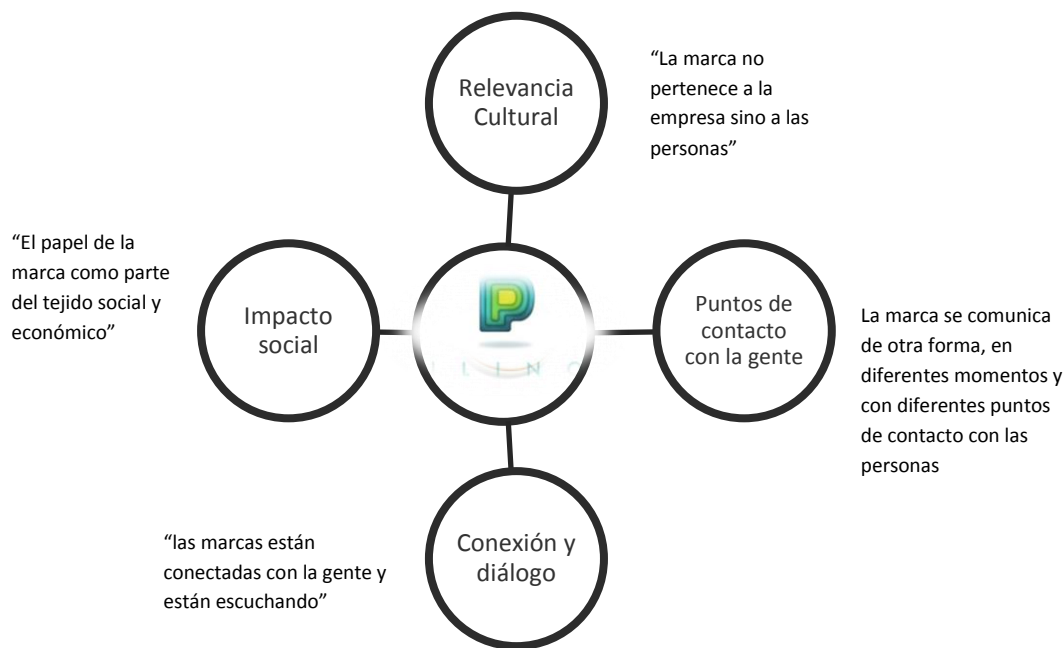 Relevancia
Cultural
“La marca no
pertenece a la
empresa sino a las
personas”
“El papel de la
marca como parte
del tejido social y
económico”
Impacto
social
P
L I N
Puntos de
contacto
con la gente
La marca se comunica
de otra forma, en
diferentes momentos y
con diferentes puntos
de contacto con las
personas
“las marcas están
conectadas con la gente y
están escuchando”
Conexión y
diálogo